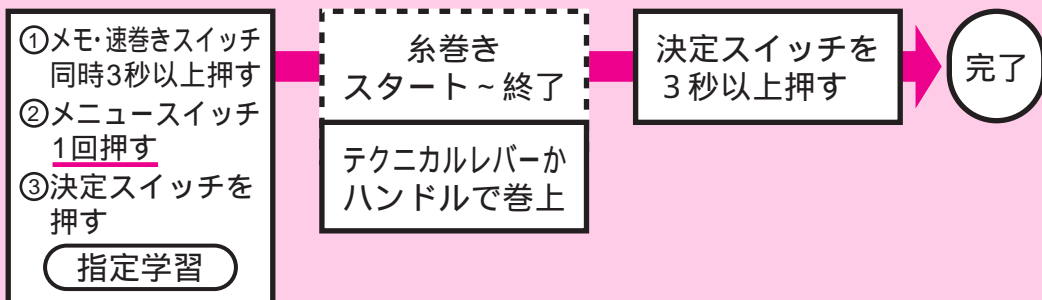 ①メモ･速巻きスイッチ
同時3秒以上押す
②メニュースイッチ
1回押す
③決定スイッチを
押す
指定学習
糸巻き
スタート~終了
テクニカルレバーか
ハンドルで巻上
決定スイッチを
3秒以上押す
完了